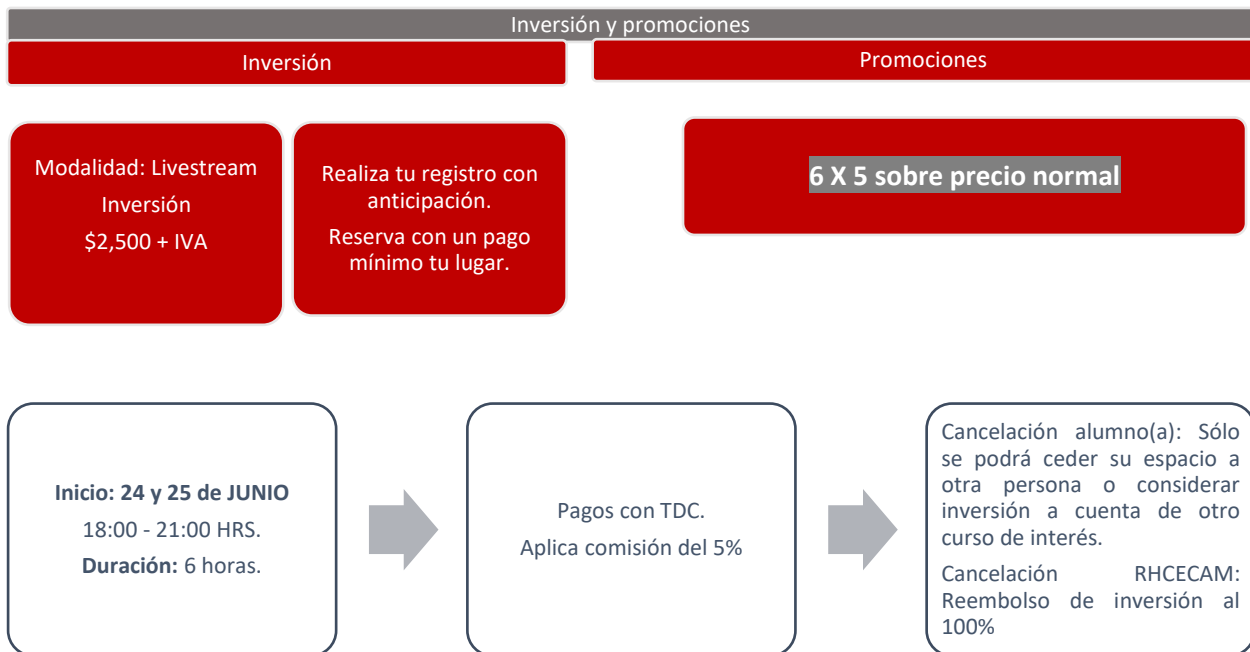 Inversión y promociones
Inversión
Promociones
Modalidad: Livestream
Inversión
$2,500 + IVA
Realiza tu registro con
anticipación.
Reserva con un pago
mínimo tu lugar.
6 X 5 sobre precio normal
Inicio: 24 y 25 de JUNIO
18:00 - 21:00 HRS.
Duración: 6 horas.
Pagos con TDC.
Aplica comisión del 5%
Cancelación alumno(a): Sólo
se podrá ceder su espacio a
otra persona o considerar
inversión a cuenta de otro
curso de interés.
Cancelación RHCECAM:
Reembolso de inversión al
100%